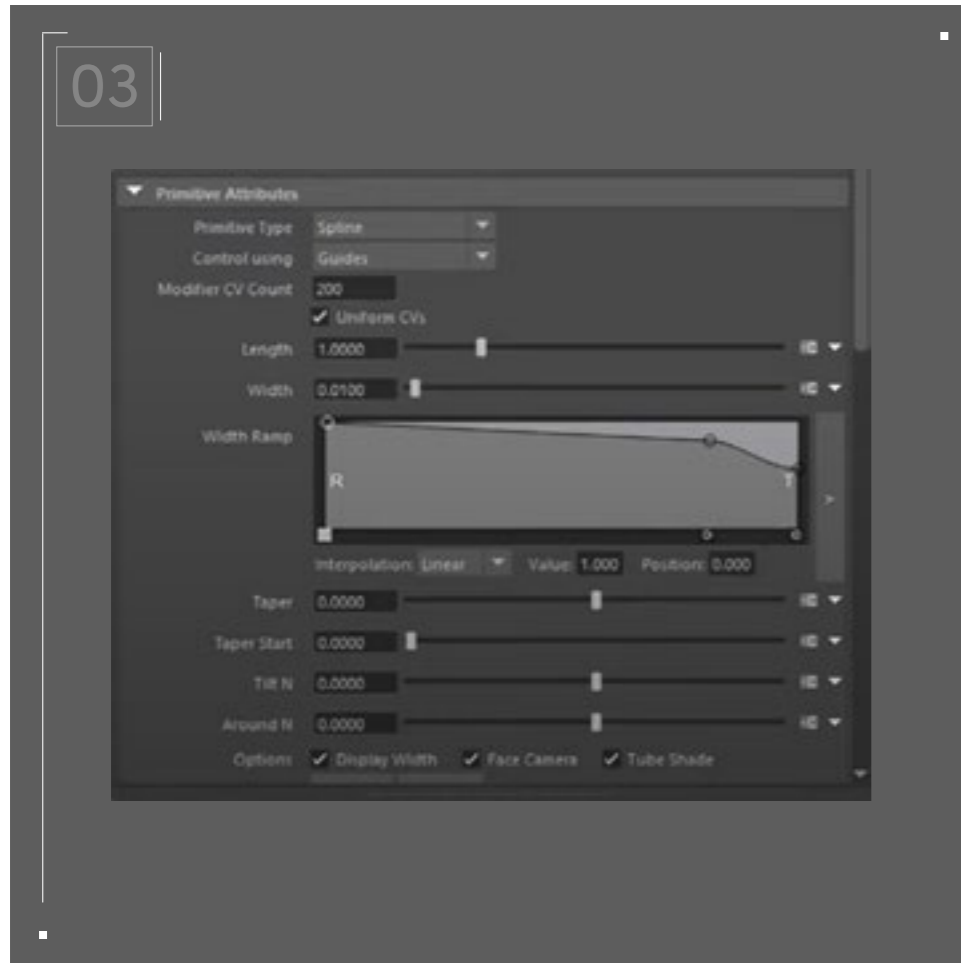 03
Primitive Attributes
Primitive Type Spline
Control using Guides
Modifier CV Count 200
Uniform CVs
Length 1.0000
Width 0.0100
Width Ramp
R T
>
Interpolation: Linear Value: 1.000 Position: 0.000
Taper 0.0000
Taper Start 0.0000
Tilt N 0.0000
Around N 0.0000
Options Display Width Face Camera Tube Shade